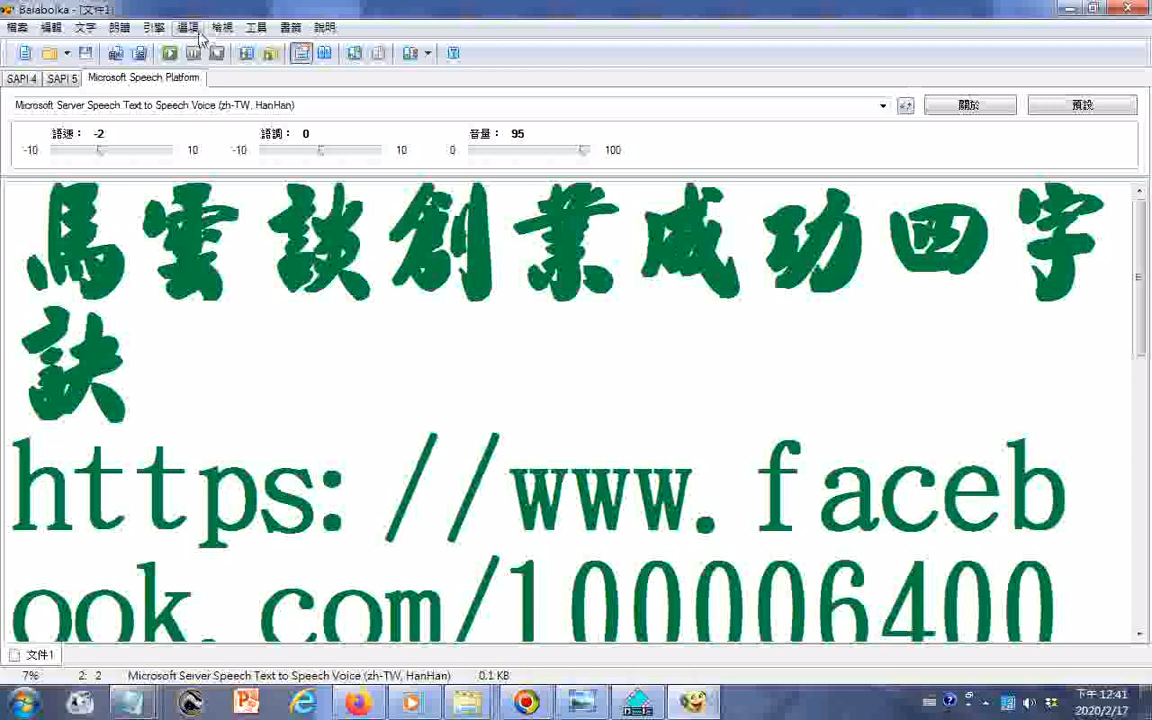 Balabolka - [文件1]
檔案 編輯 文字 朗讀 引擎 選項 檢視 工具 書籤 說明
SAPI 4 SAPI 5 Microsoft Speech Platform
Microsoft Server Speech Text to Speech Voice (zh-TW, HanHan) 關於 預設
語速： -2 語調： 0 音量： 95
-10 10 -10 10 0 100
馬雲談創業成功四字
訣
https://www.faceb
ook.com/100006400
文件1
7% 2: 2 Microsoft Server Speech Text to Speech Voice (zh-TW, HanHan) 0.1 KB
下午 12:41
2020/2/17